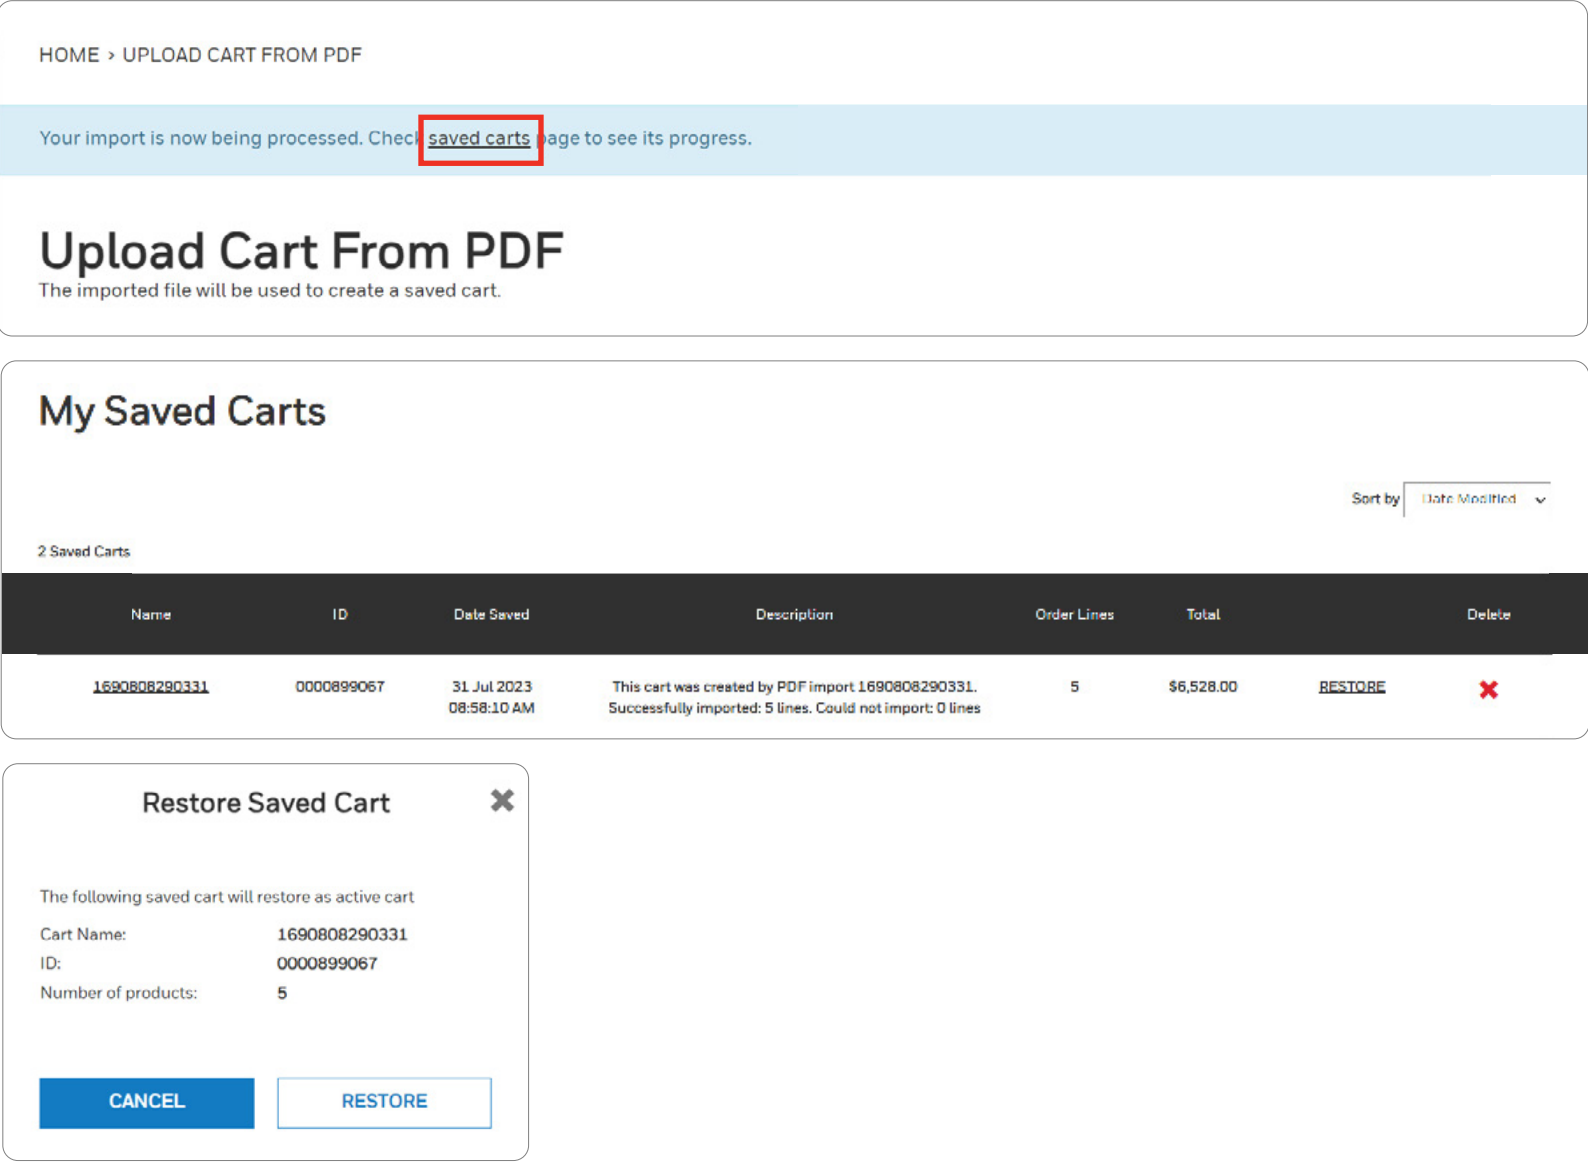 HOME › UPLOAD CART FROM PDF
Your import is now being processed. Check saved carts page to see its progress.
Upload Cart From PDF
The imported file will be used to create a saved cart.
My Saved Carts
Sort by Date Modified
2 Saved Carts
Name ID Date Saved Description Order Lines Total Delete
1690808290331 0000899067 31 Jul 2023 This cart was created by PDF import 1690808290331. 5 $6,528.00 RESTORE
08:58:10 AM Successfully imported: 5 lines. Could not import: 0 lines
Restore Saved Cart
The following saved cart will restore as active cart
Cart Name: 1690808290331
ID: 0000899067
Number of products: 5
CANCEL RESTORE